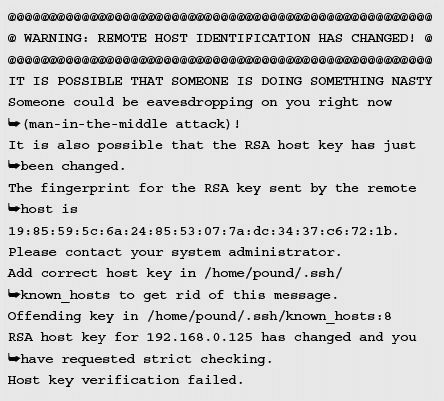 @@@@@@@@@@@@@@@@@@@@@@@@@@@@@@@@@@@@@@@@@@@@@@@@@@@@@
@ WARNING: REMOTE HOST IDENTIFICATION HAS CHANGED! @
@@@@@@@@@@@@@@@@@@@@@@@@@@@@@@@@@@@@@@@@@@@@@@@@@@@@@
IT IS POSSIBLE THAT SOMEONE IS DOING SOMETHING NASTY
Someone could be eavesdropping on you right now
➥(man-in-the-middle attack)!
It is also possible that the RSA host key has just
➥been changed.
The fingerprint for the RSA key sent by the remote
➥host is
19:85:59:5c:6a:24:85:53:07:7a:dc:34:37:c6:72:1b.
Please contact your system administrator.
Add correct host key in /home/pound/.ssh/
➥known_hosts to get rid of this message.
Offending key in /home/pound/.ssh/known_hosts:8
RSA host key for 192.168.0.125 has changed and you
➥have requested strict checking.
Host key verification failed.